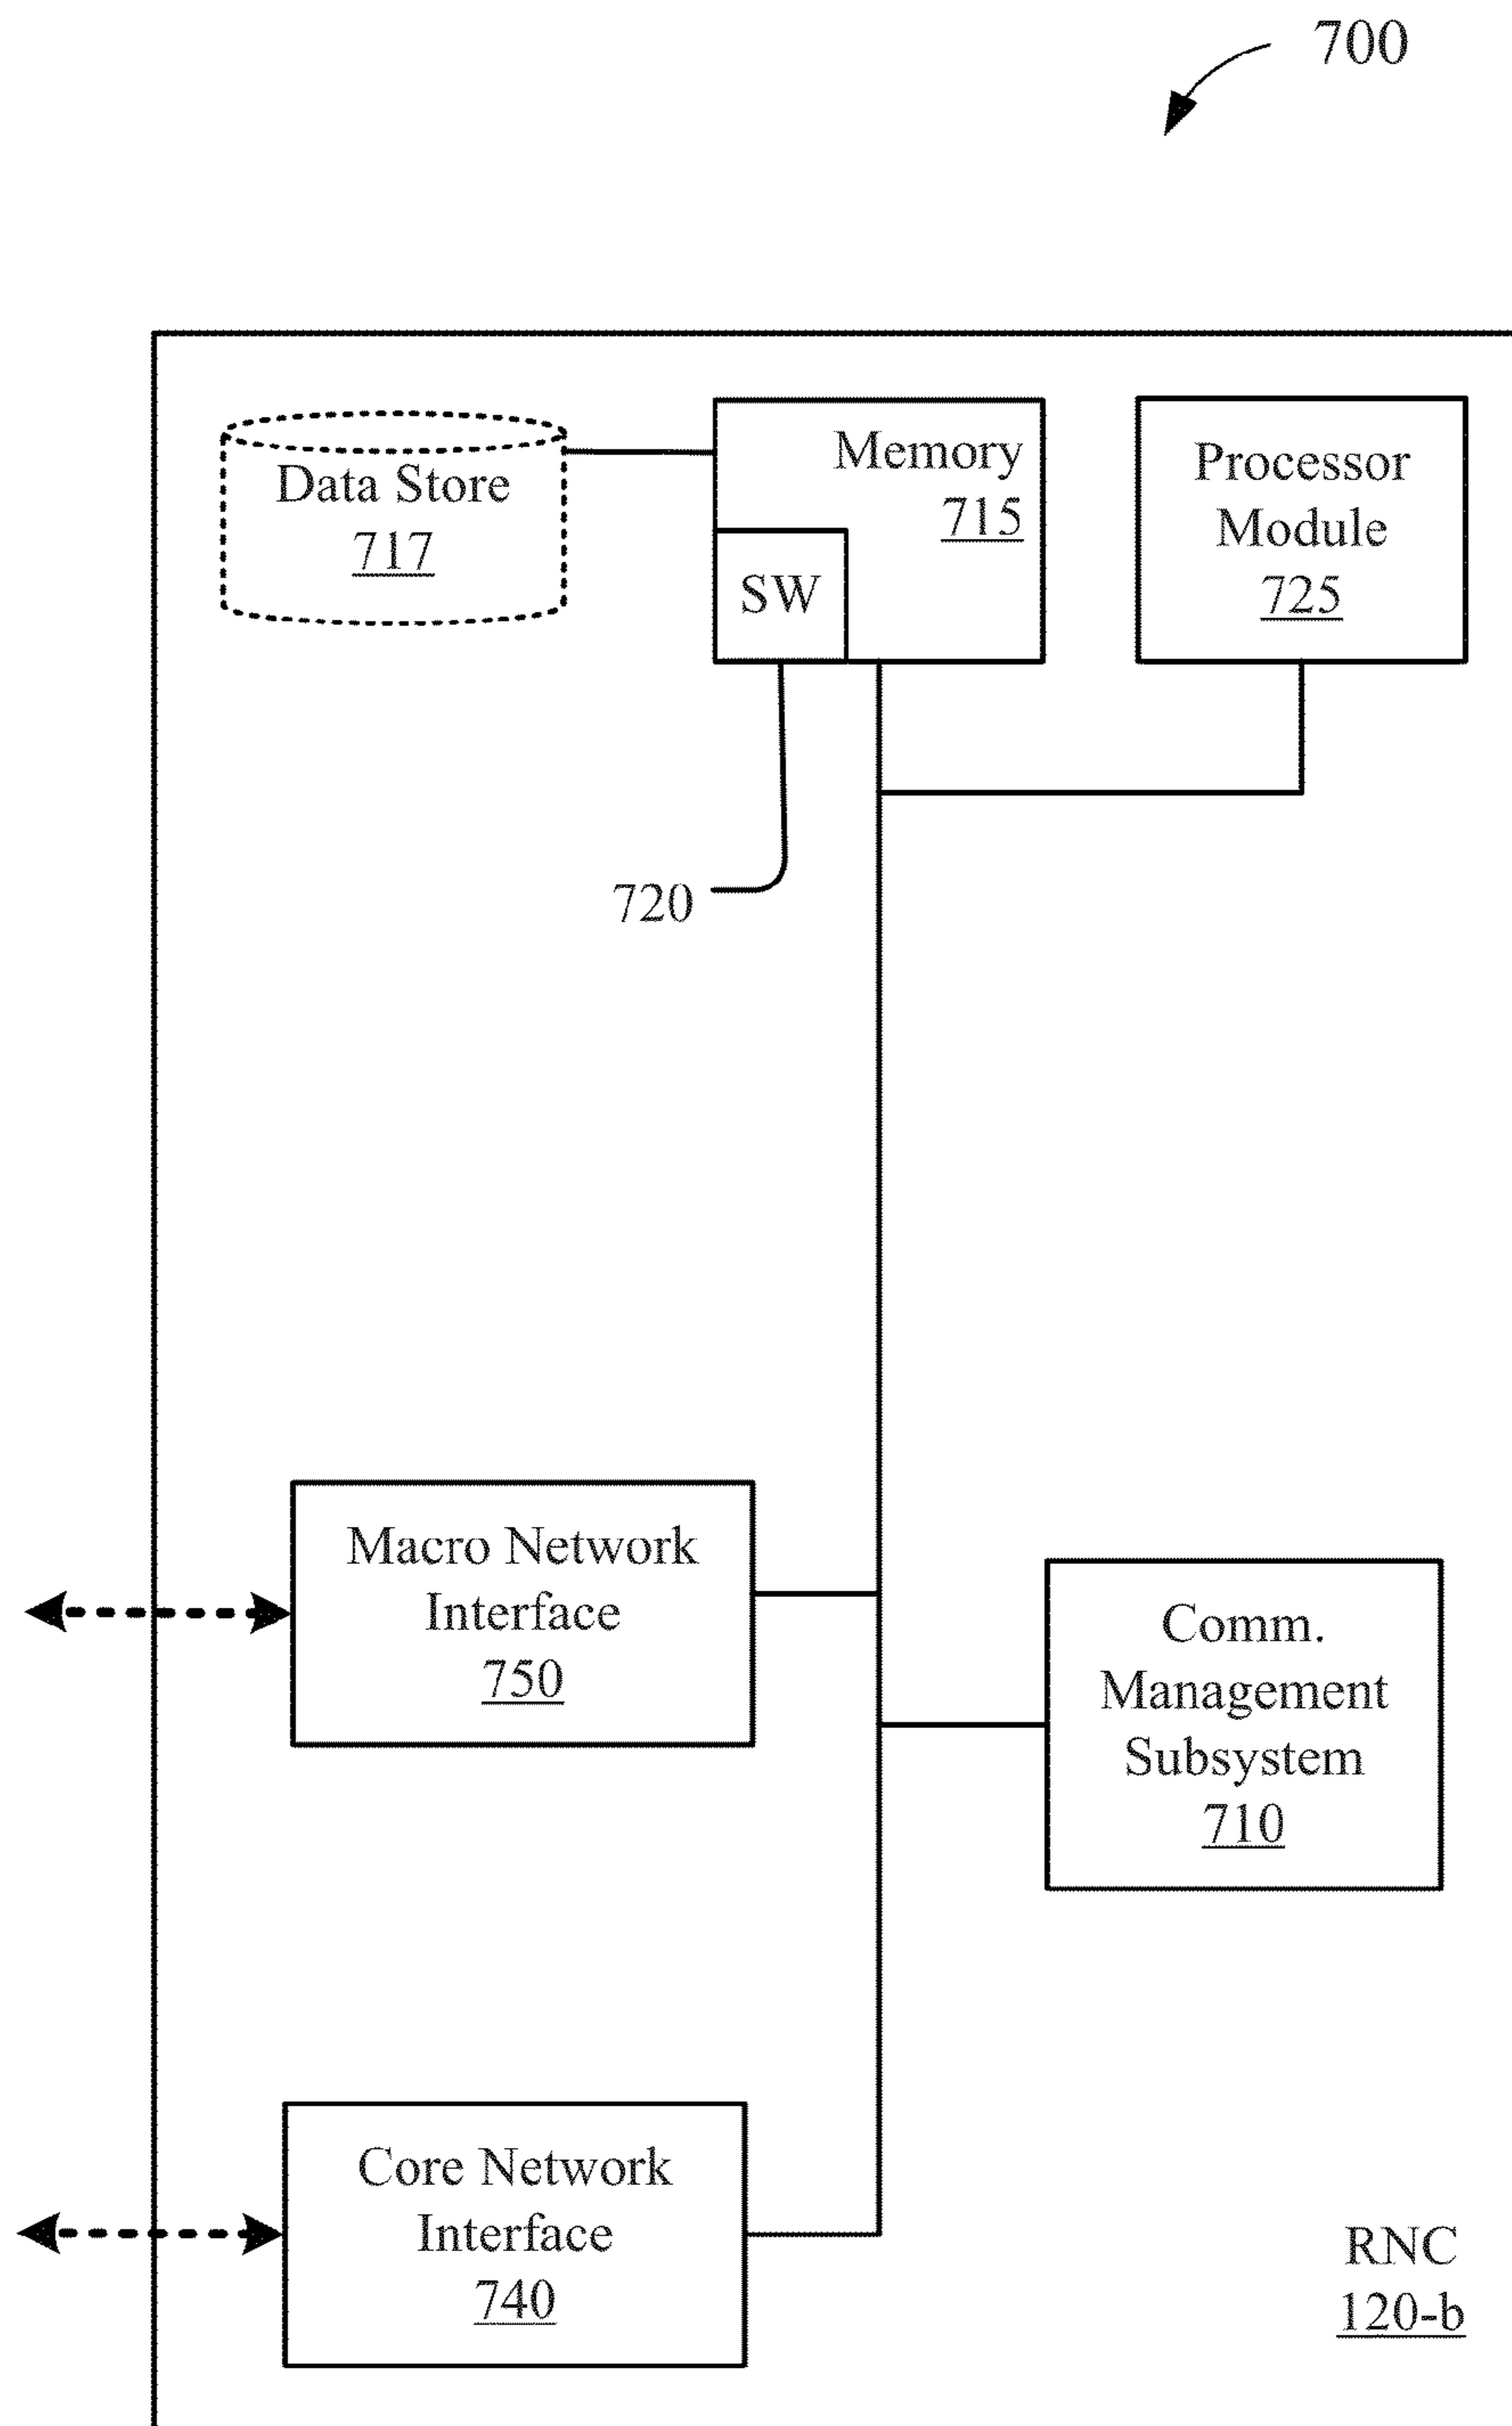 700
Data Store
717
Memory
715
SW
Processor
Module
725
720
Macro Network
Interface
750
Comm.
Management
Subsystem
710
Core Network
Interface
740
RNC
120-b